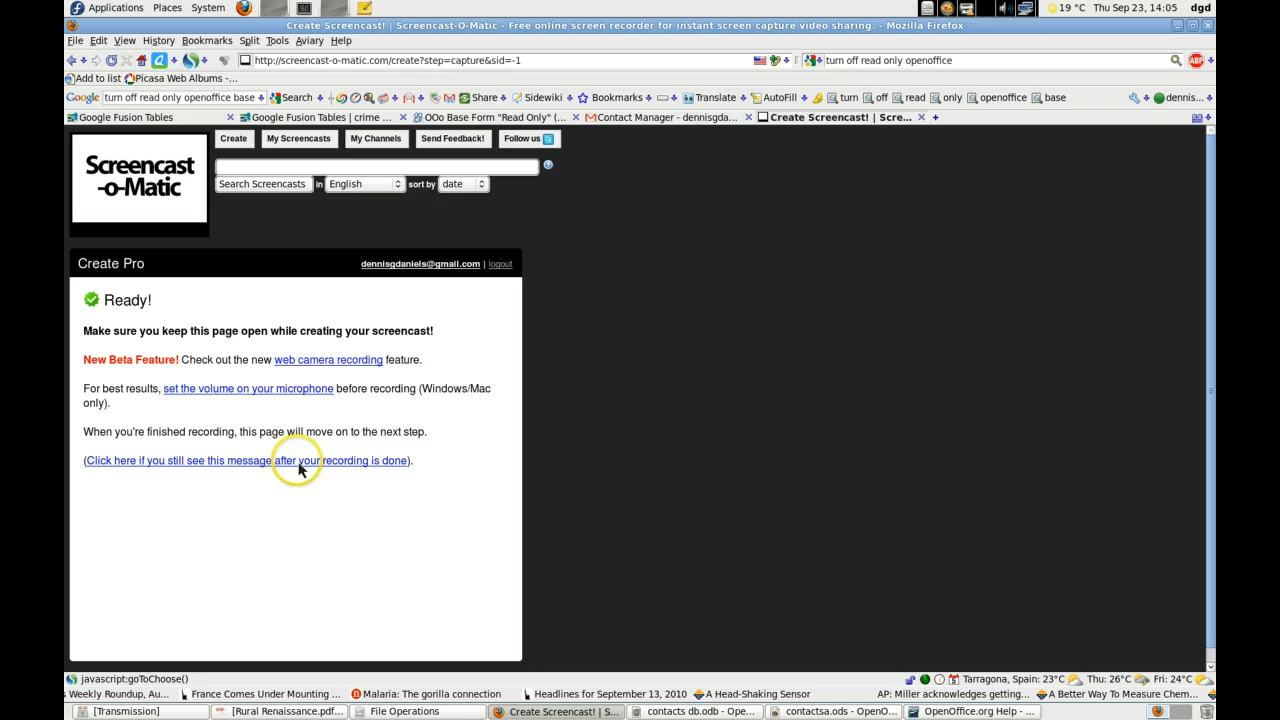 Applications Places System 19 °C Thu Sep 23, 14:05 dgd
Create Screencast! | Screencast-O-Matic - Free online screen recorder for instant screen capture video sharing. - Mozilla Firefox
File Edit View History Bookmarks Split Tools Aviary Help
http://screencast-o-matic.com/create?step=capture&sid=-1 turn off read only openoffice ABP
Add to list Picasa Web Albums -...
Google turn off read only openoffice base Search Share Sidewiki Bookmarks Translate AutoFill turn off read only openoffice base dennis...
Google Fusion Tables Google Fusion Tables | crime ... OOo Base Form "Read Only" (... Contact Manager - dennisgda... Create Screencast! | Scre...
Create My Screencasts My Channels Send Feedback! Follow us
Screencast
-o-Matic
Search Screencasts in English sort by date
Create Pro dennisgdaniels@gmail.com | logout
Ready!
Make sure you keep this page open while creating your screencast!
New Beta Feature! Check out the new web camera recording feature.
For best results, set the volume on your microphone before recording (Windows/Mac
only).
When you're finished recording, this page will move on to the next step.
(Click here if you still see this message after your recording is done).
javascript:goToChoose() Tarragona, Spain: 23°C Thu: 26°C Fri: 24°C
s Weekly Roundup, Au... France Comes Under Mounting ... Malaria: The gorilla connection Headlines for September 13, 2010 A Head-Shaking Sensor AP: Miller acknowledges getting... A Better Way To Measure Chem...
[Transmission] [Rural Renaissance.pdf... File Operations Create Screencast! | S... contacts db.odb - Ope... contactsa.ods - OpenO... OpenOffice.org Help - ...